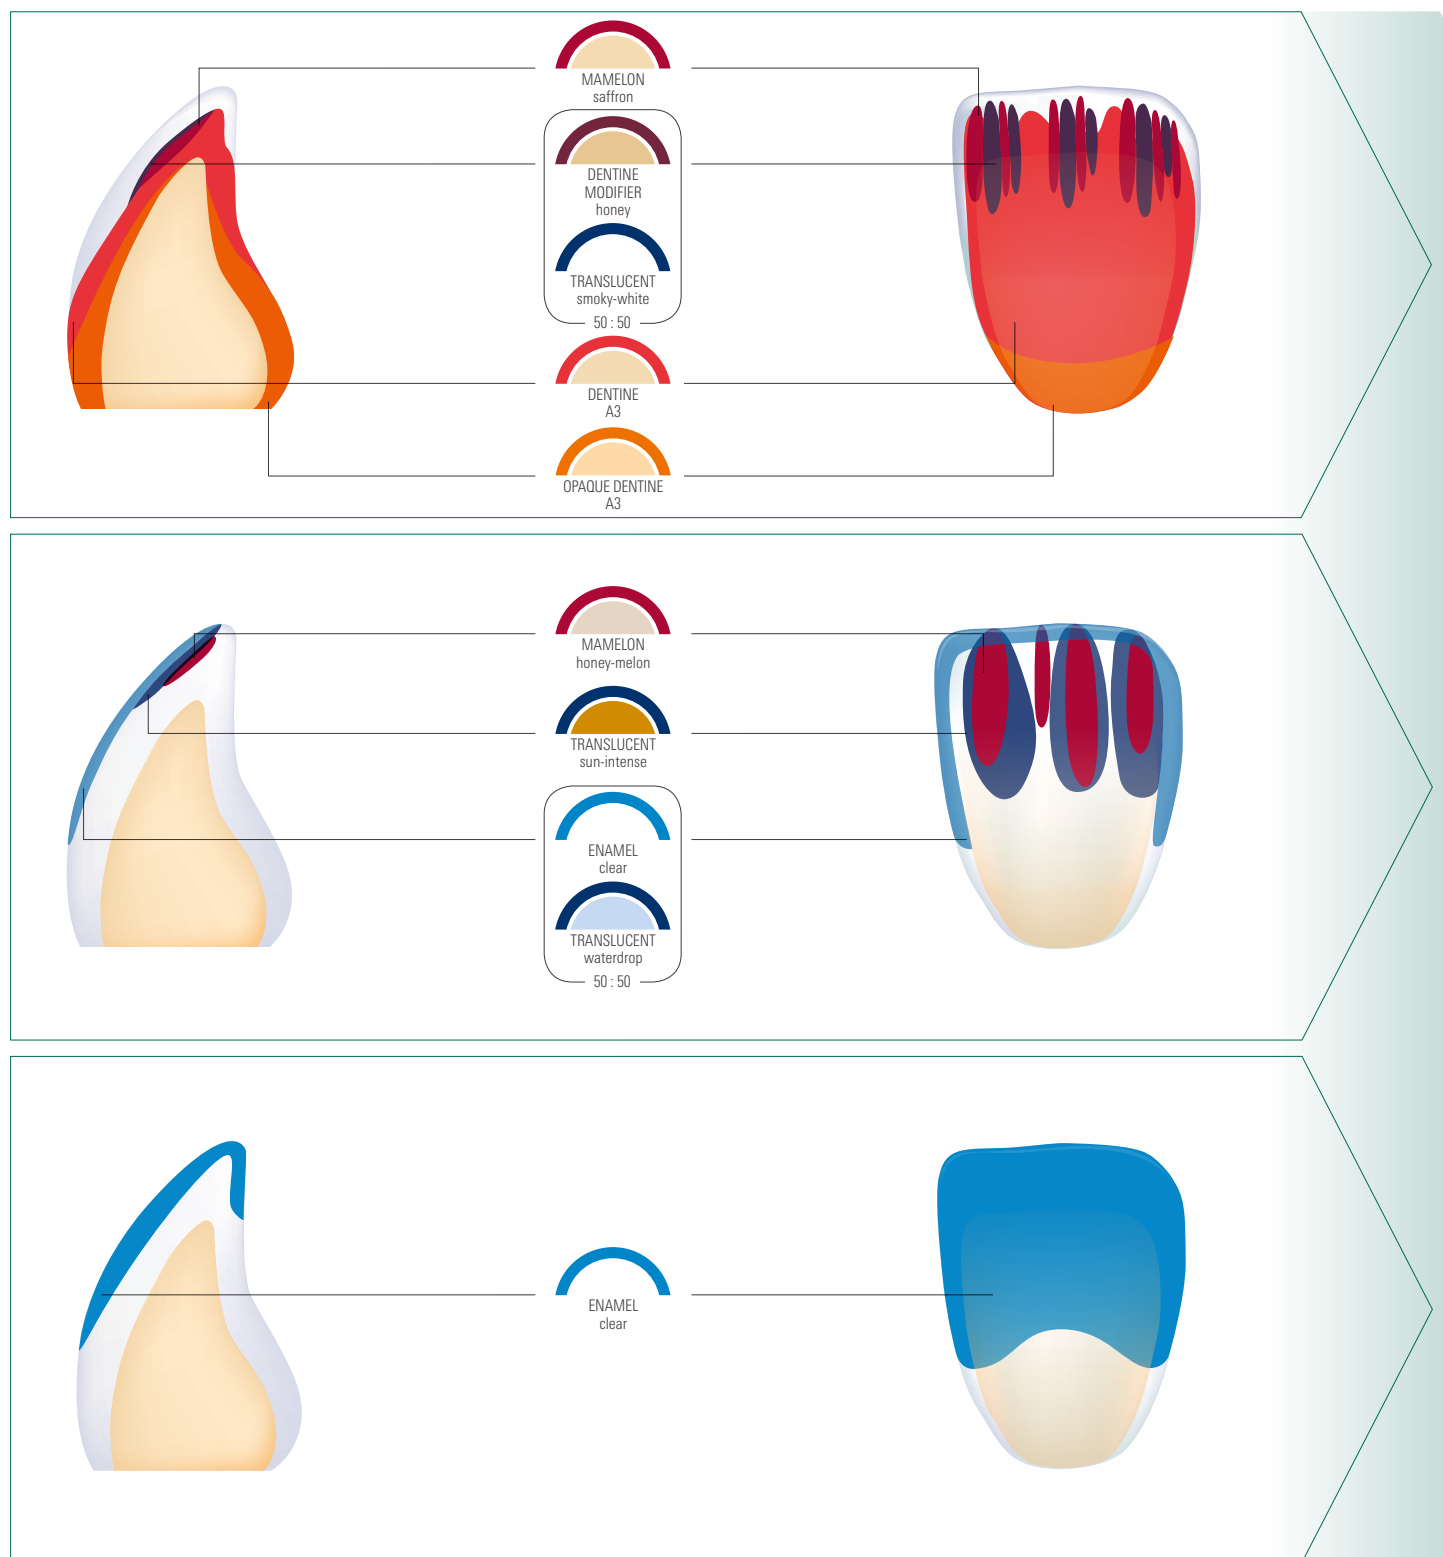 MAMELON
saffron
DENTINE
MODIFIER
honey
TRANSLUCENT
smoky-white
50 : 50
DENTINE
A3
OPAQUE DENTINE
A3
MAMELON
honey-melon
TRANSLUCENT
sun-intense
ENAMEL
clear
TRANSLUCENT
waterdrop
50 : 50
ENAMEL
clear